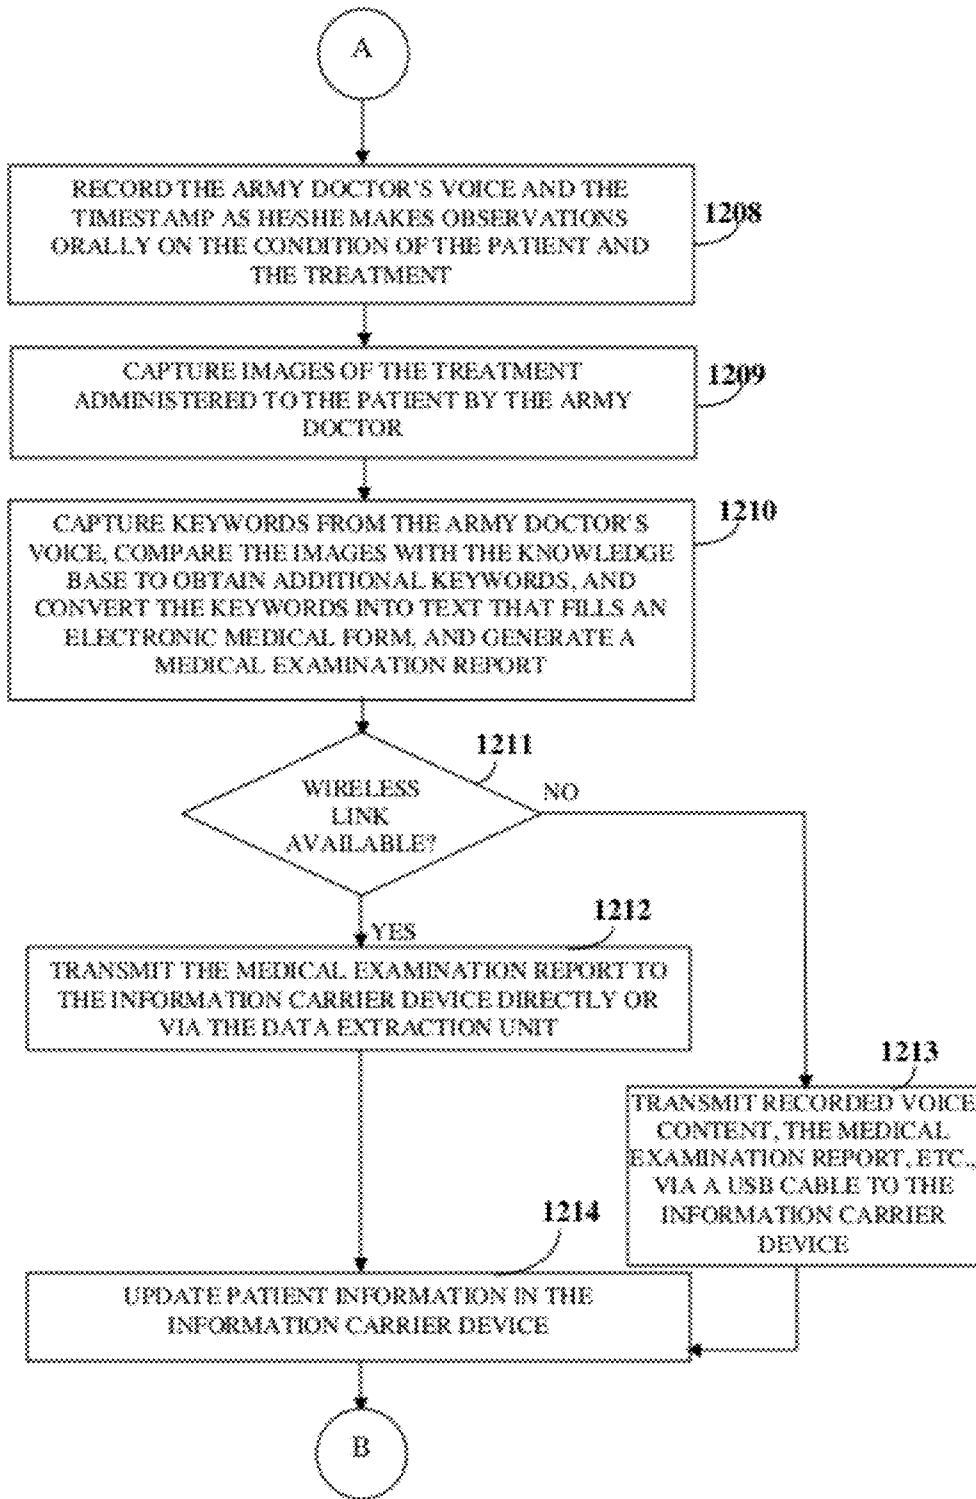 A
RECORD THE ARMY DOCTOR'S VOICE AND THE
TIMESTAMP AS HE/SHE MAKES OBSERVATIONS
ORALLY ON THE CONDITION OF THE PATIENT AND
THE TREATMENT
1208
CAPTURE IMAGES OF THE TREATMENT
ADMINISTERED TO THE PATIENT BY THE ARMY
DOCTOR
1209
CAPTURE KEYWORDS FROM THE ARMY DOCTOR'S
VOICE, COMPARE THE IMAGES WITH THE KNOWLEDGE
BASE TO OBTAIN ADDITIONAL KEYWORDS, AND
CONVERT THE KEYWORDS INTO TEXT THAT FILLS AN
ELECTRONIC MEDICAL FORM, AND GENERATE A
MEDICAL EXAMINATION REPORT
1210
1211
WIRELESS
LINK
AVAILABLE?
NO
YES
1212
TRANSMIT THE MEDICAL EXAMINATION REPORT TO
THE INFORMATION CARRIER DEVICE DIRECTLY OR
VIA THE DATA EXTRACTION UNIT
1213
TRANSMIT RECORDED VOICE
CONTENT, THE MEDICAL
EXAMINATION REPORT, ETC.,
VIA A USB CABLE TO THE
INFORMATION CARRIER
DEVICE
1214
UPDATE PATIENT INFORMATION IN THE
INFORMATION CARRIER DEVICE
B